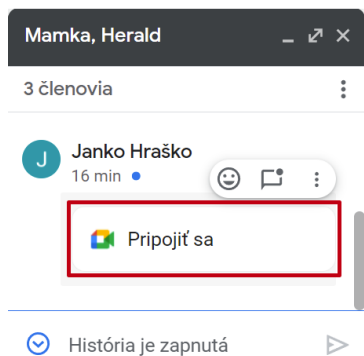 Mamka, Herald
3 členovia
J
Janko Hraško
16 min
Pripojiť sa
História je zapnutá